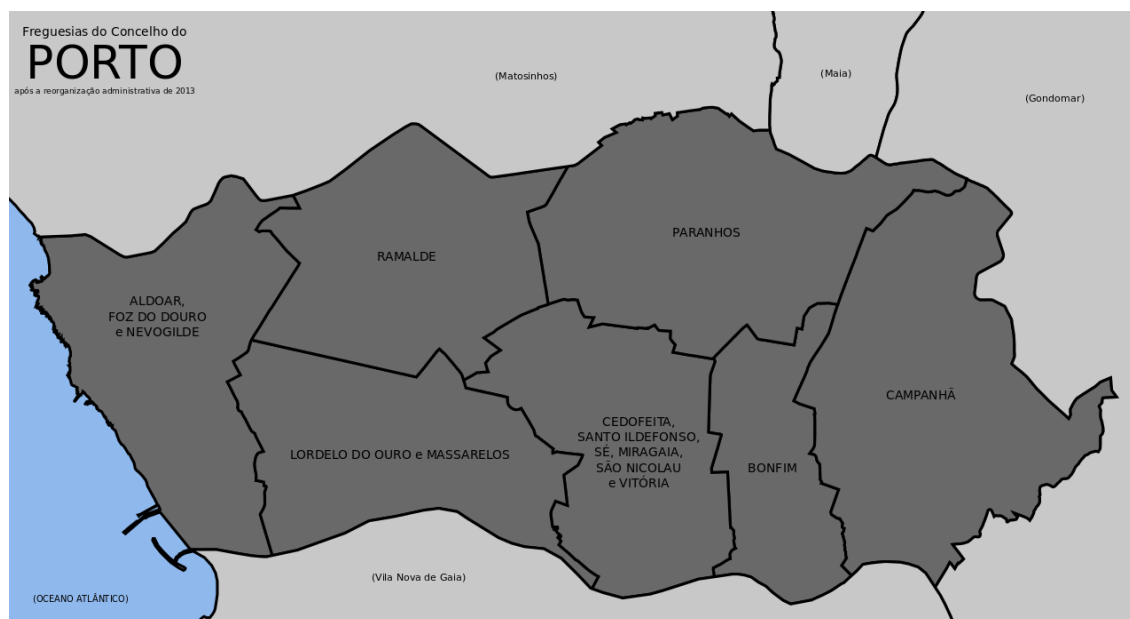 Freguesias do Concelho do
PORTO
após a reorganização administrativa de 2013
(Matosinhos)
(Maia)
(Gondomar)
PARANHOS
RAMALDE
ALDOAR,
FOZ DO DOURO
e NEVOGILDE
CAMPANHÃ
CEDOFEITA,
SANTO ILDEFONSO,
SÉ, MIRAGAIA,
SÃO NICOLAU
e VITÓRIA
LORDELO DO OURO e MASSARELOS
BONFIM
(Vila Nova de Gaia)
(OCEANO ATLÂNTICO)